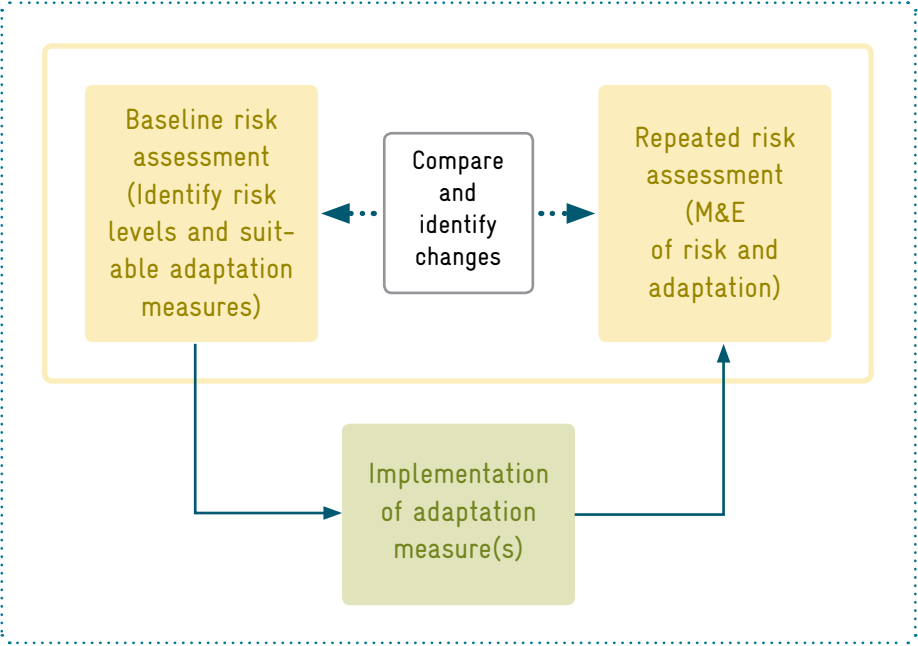 Baseline risk
assessment
(Identify risk
levels and suit-
able adaptation
measures)
Compare
and
identify
changes
Repeated risk
assessment
(M&E
of risk and
adaptation)
Implementation
of adaptation
measure(s)